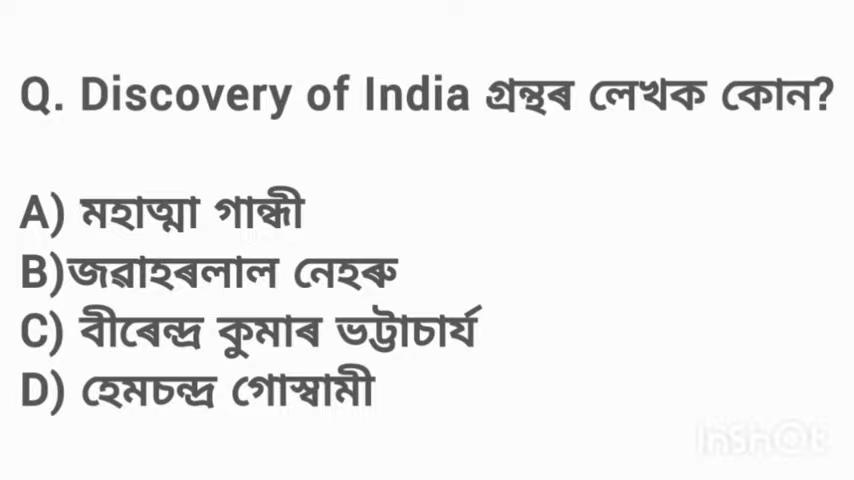 Q. Discovery of India গ্ৰন্থৰ লেখক কোন?
A) মহাত্মা গান্ধী
B)জৱাহৰলাল নেহৰু
C) বীৰেন্দ্ৰ কুমাৰ ভট্টাচাৰ্য
D) হেমচন্দ্ৰ গোস্বামী
InShOt